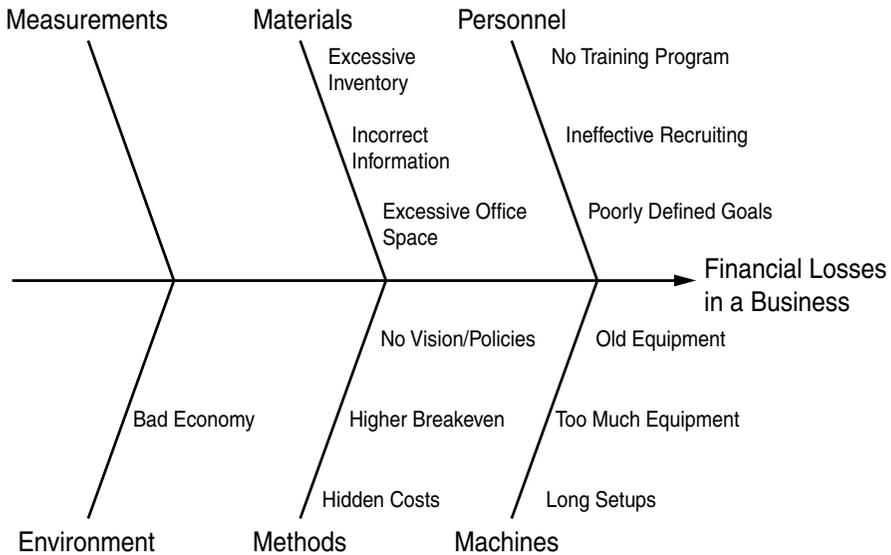 Measurements
Materials
Personnel
Excessive
Inventory
No Training Program
Incorrect
Information
Ineffective Recruiting
Excessive Office
Space
Poorly Defined Goals
Financial Losses
in a Business
No Vision/Policies
Old Equipment
Bad Economy
Higher Breakeven
Too Much Equipment
Hidden Costs
Long Setups
Environment
Methods
Machines